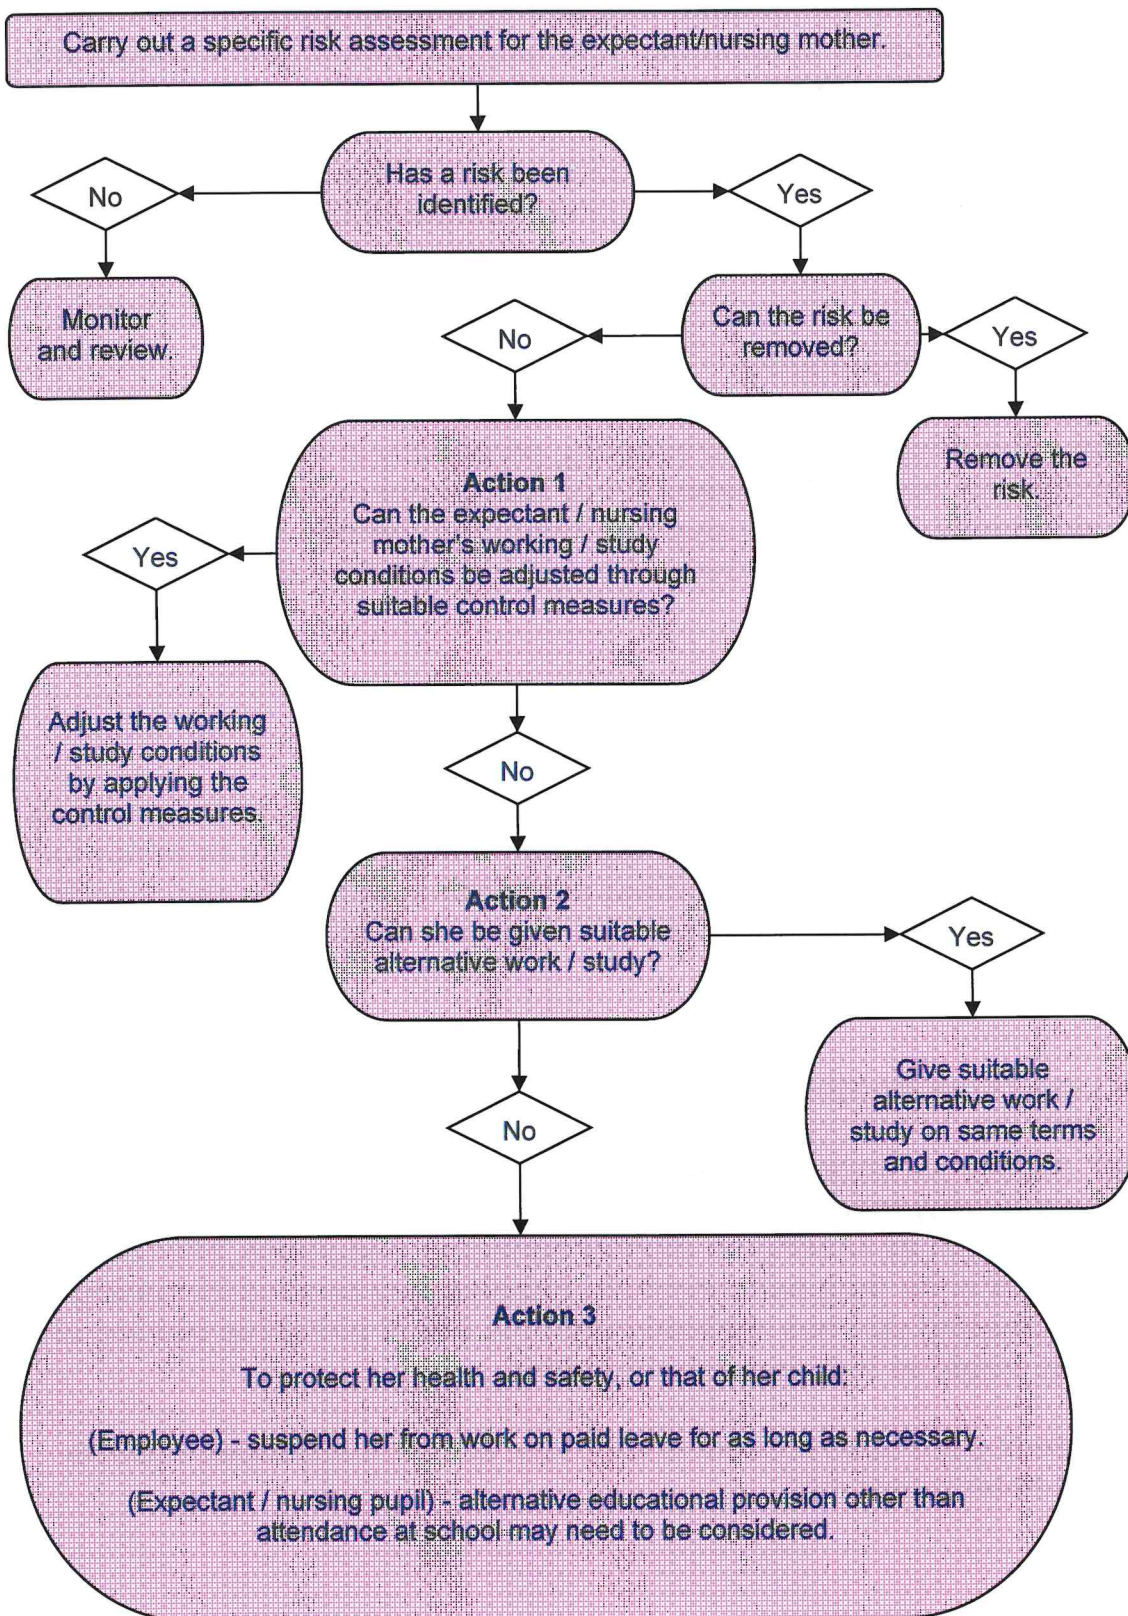 Carry out a specific risk assessment for the expectant/nursing mother.
Has a risk been
identified?
No
Yes
Monitor
and review.
No
Can the risk be
removed?
Yes
Remove the
risk.
Action 1
Can the expectant / nursing
mother's working / study
conditions be adjusted through
suitable control measures?
Yes
Adjust the working
/ study conditions
by applying the
control measures.
No
Action 2
Can she be given suitable
alternative work / study?
Yes
Give suitable
alternative work /
study on same terms
and conditions.
No
Action 3
To protect her health and safety, or that of her child:
(Employee) - suspend her from work on paid leave for as long as necessary.
(Expectant / nursing pupil) - alternative educational provision other than
attendance at school may need to be considered.